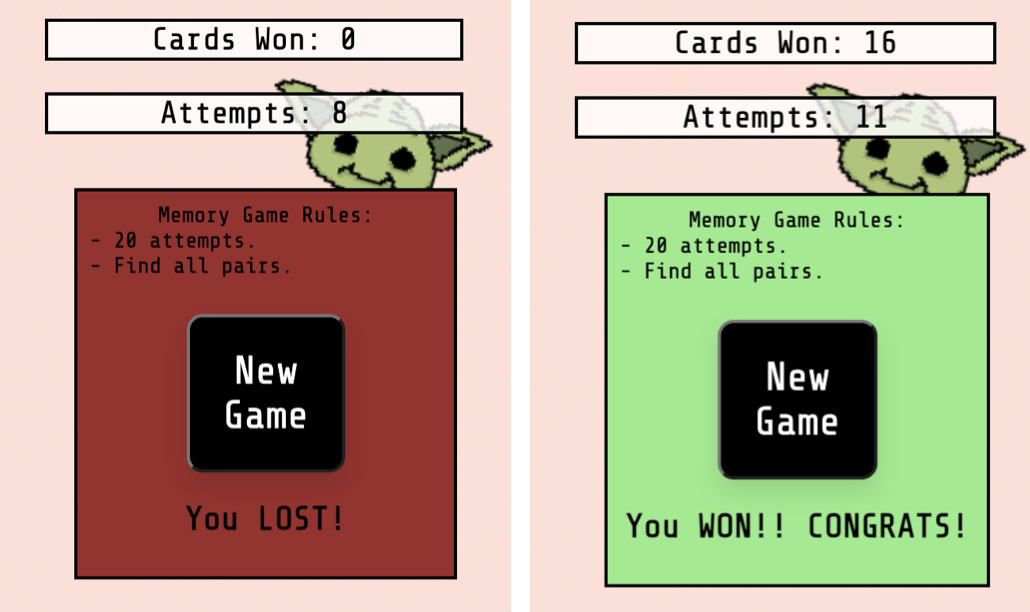 Cards Won: 0
Attempts: 8
Memory Game Rules:
- 20 attempts.
- Find all pairs.
New
Game
You LOST!
Cards Won: 16
Attempts: 11
Memory Game Rules:
- 20 attempts.
- Find all pairs.
New
Game
You WON!! CONGRATS!